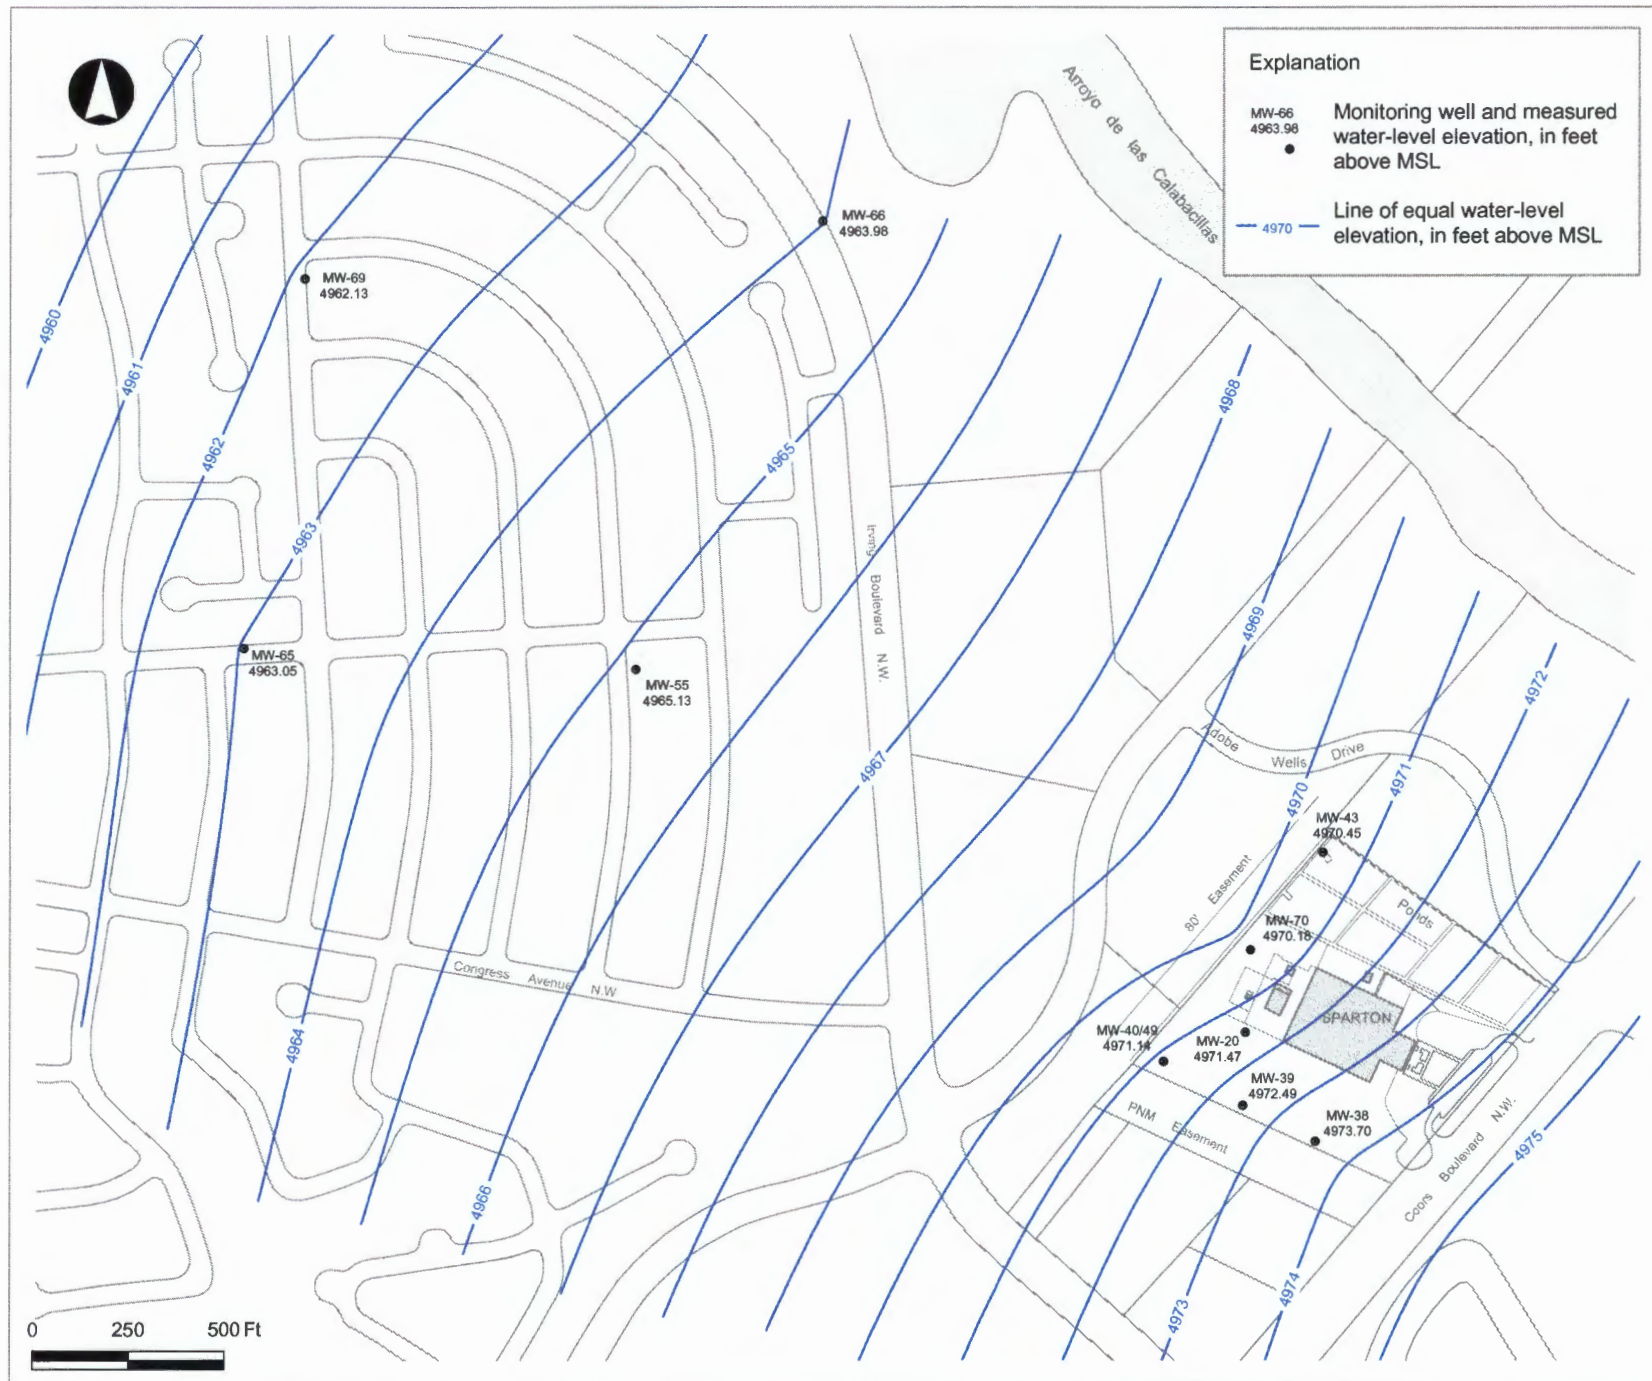 Explanation
MW-66
4963.98
Monitoring well and measured
water-level elevation, in feet
above MSL
4970
Line of equal water-level
elevation, in feet above MSL
Arroyo de las Calabacillas
MW-66
4963.98
MW-69
4962.13
4960
4961
4962
4963
4965
4968
Irving Boulevard N.W.
4969
MW-65
4963.05
MW-55
4965.13
4972
Adobe Wells Drive
4967
4970
4971
MW-43
4970.45
80' Easement
Ponds
MW-70
4970.18
Congress Avenue N.W
SPARTON
MW-40/49
4971.14
MW-20
4971.47
4964
MW-39
4972.49
PNM Easement
MW-38
4973.70
Coors Boulevard N.W.
4975
4966
4973
4974
0 250 500 Ft